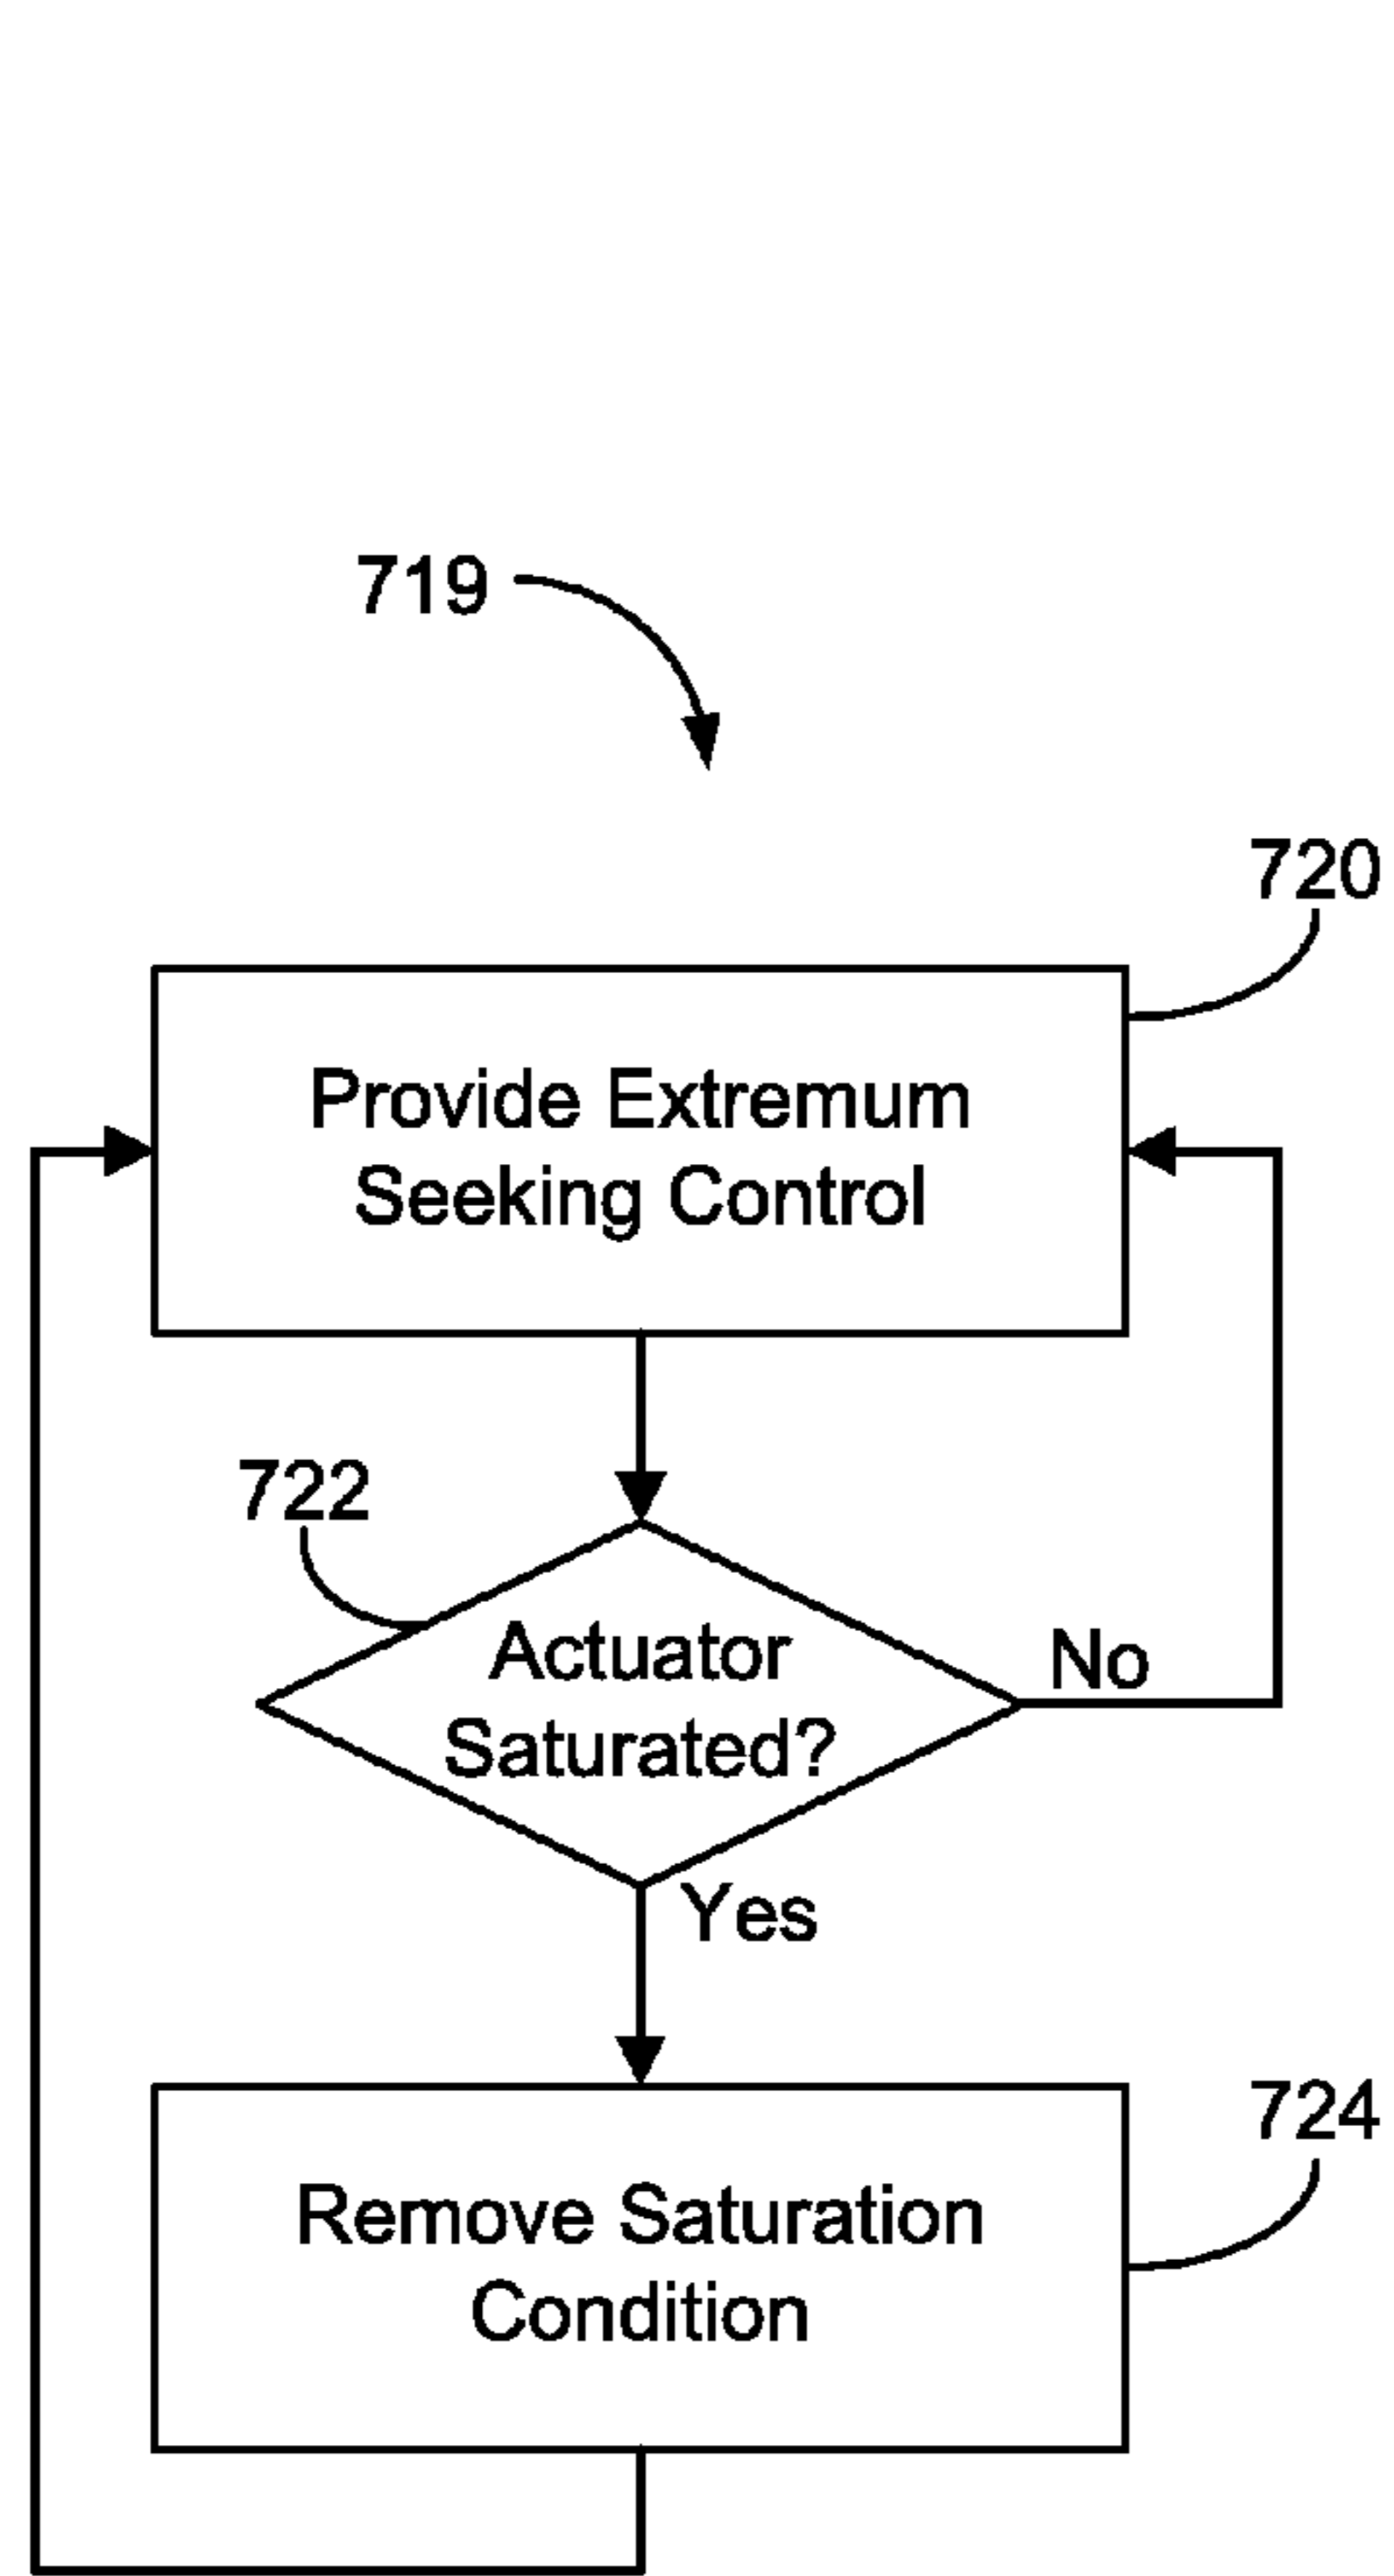 719
720
Provide Extremum
Seeking Control
722
Actuator
Saturated?
No
Yes
724
Remove Saturation
Condition